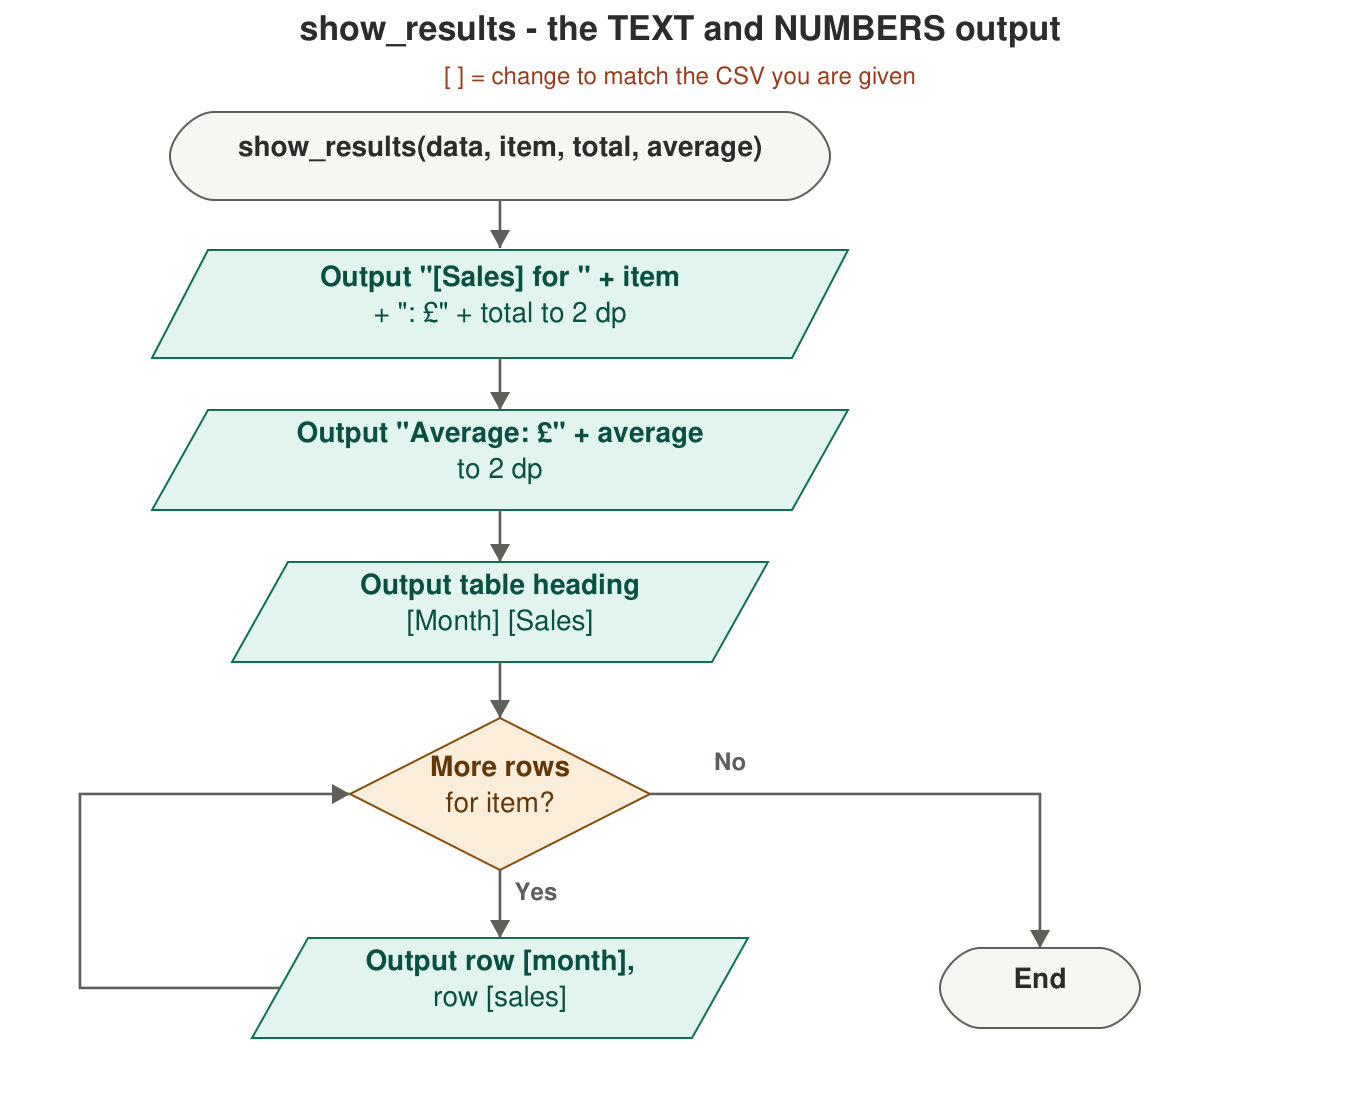 show_results - the TEXT and NUMBERS output
[ ] = change to match the CSV you are given
show_results(data, item, total, average)
Output "[Sales] for " + item
+ ": £" + total to 2 dp
Output "Average: £" + average
to 2 dp
Output table heading
[Month] [Sales]
More rows
for item?
No
Yes
Output row [month],
row [sales]
End